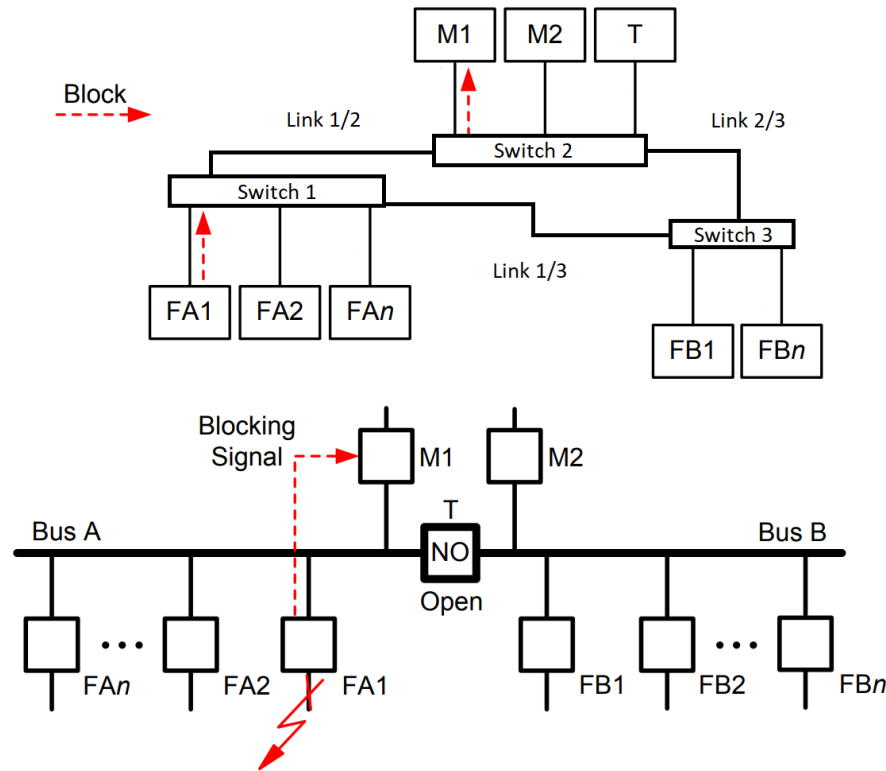 M1 M2 T
Block
Link 1/2
Link 2/3
Switch 2
Switch 1
Switch 3
Link 1/3
FA1 FA2 FAn
FB1 FBn
Blocking
Signal
M1
M2
T
Bus A
NO
Bus B
Open
FAn
FA2
FA1
FB1
FB2
FBn